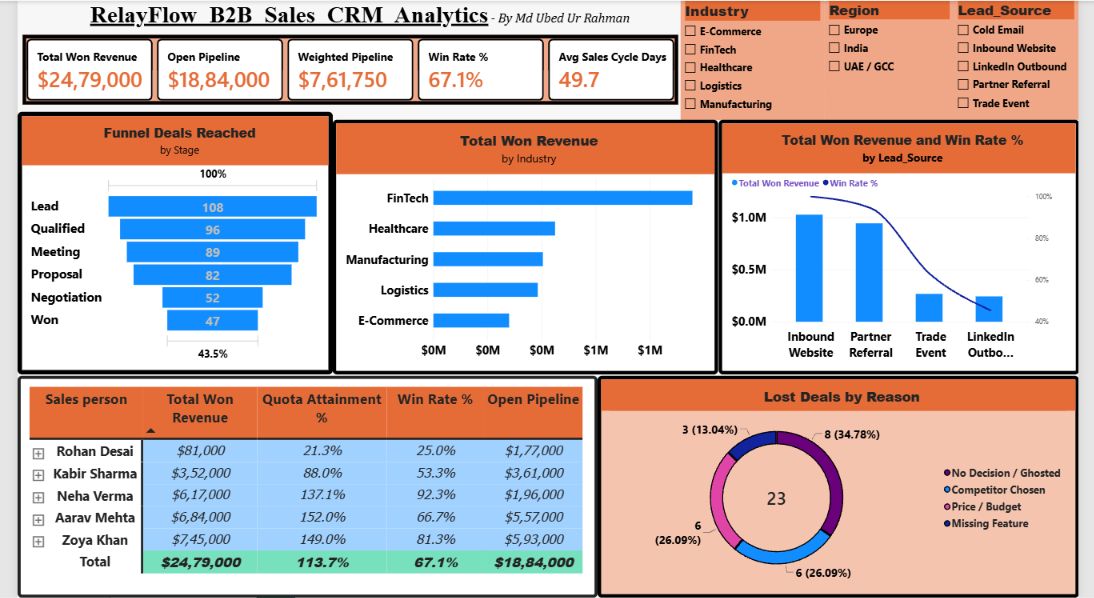 RelayFlow B2B Sales CRM Analytics - By Md Ubed Ur Rahman
Total Won Revenue
$24,79,000
Open Pipeline
$18,84,000
Weighted Pipeline
$7,61,750
Win Rate %
67.1%
Avg Sales Cycle Days
49.7
Industry
E-Commerce
FinTech
Healthcare
Logistics
Manufacturing
Region
Europe
India
UAE / GCC
Lead_Source
Cold Email
Inbound Website
LinkedIn Outbound
Partner Referral
Trade Event
Funnel Deals Reached
by Stage
100%
Lead 108
Qualified 96
Meeting 89
Proposal 82
Negotiation 52
Won 47
43.5%
Total Won Revenue
by Industry
FinTech
Healthcare
Manufacturing
Logistics
E-Commerce
$0M $0M $0M $1M $1M
Total Won Revenue and Win Rate %
by Lead_Source
Total Won Revenue Win Rate %
$1.0M
$0.5M
$0.0M
100%
80%
60%
40%
Inbound Website
Partner Referral
Trade Event
LinkedIn Outbo...
Sales person Total Won Revenue Quota Attainment % Win Rate % Open Pipeline
Rohan Desai $81,000 21.3% 25.0% $1,77,000
Kabir Sharma $3,52,000 88.0% 53.3% $3,61,000
Neha Verma $6,17,000 137.1% 92.3% $1,96,000
Aarav Mehta $6,84,000 152.0% 66.7% $5,57,000
Zoya Khan $7,45,000 149.0% 81.3% $5,93,000
Total $24,79,000 113.7% 67.1% $18,84,000
Lost Deals by Reason
3 (13.04%)
8 (34.78%)
23
6
(26.09%)
6 (26.09%)
No Decision / Ghosted
Competitor Chosen
Price / Budget
Missing Feature